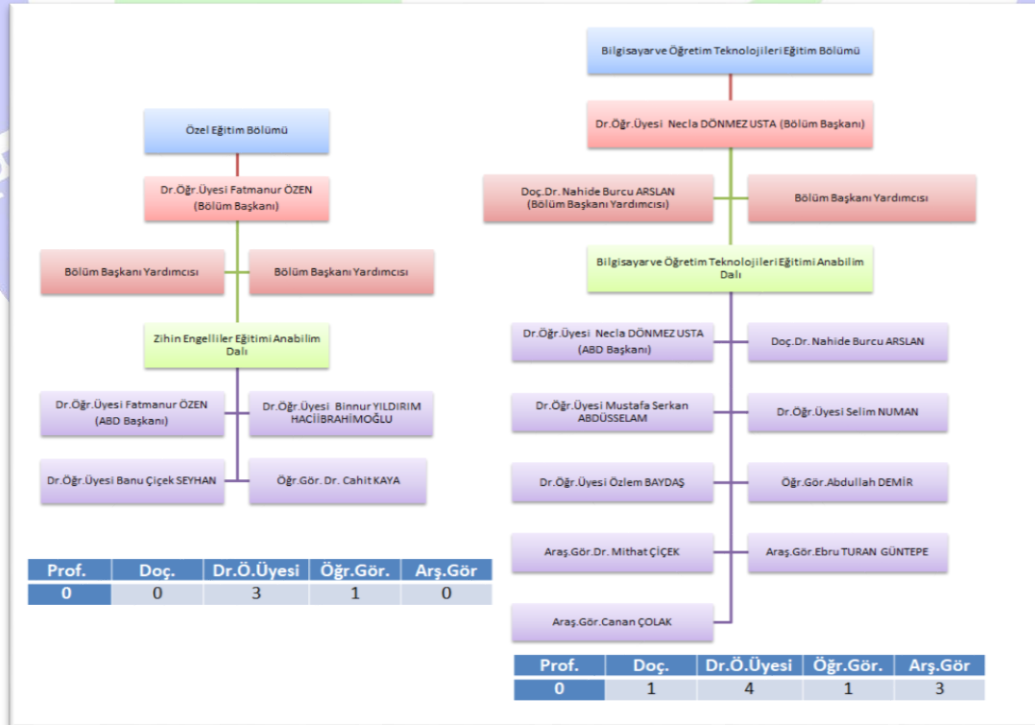 Özel Eğitim Bölümü
Dr.Öğr.Üyesi Fatmanur ÖZEN
(Bölüm Başkanı)
Bölüm Başkanı Yardımcısı
Bölüm Başkanı Yardımcısı
Zihin Engelliler Eğitimi Anabilim
Dalı
Dr.Öğr.Üyesi Fatmanur ÖZEN
(ABD Başkanı)
Dr.Öğr.Üyesi Binnur YILDIRIM
HACIİBRAHİMOĞLU
Dr.Öğr.Üyesi Banu Çiçek SEYHAN
Öğr.Gör. Dr. Cahit KAYA
Prof. Doç. Dr.Ö.Üyesi Öğr.Gör. Arş.Gör
0 0 3 1 0
Bilgisayar ve Öğretim Teknolojileri Eğitim Bölümü
Dr.Öğr.Üyesi Necla DÖNMEZ USTA (Bölüm Başkanı)
Doç.Dr. Nahide Burcu ARSLAN
(Bölüm Başkanı Yardımcısı)
Bölüm Başkanı Yardımcısı
Bilgisayar ve Öğretim Teknolojileri Eğitimi Anabilim
Dalı
Dr.Öğr.Üyesi Necla DÖNMEZ USTA
(ABD Başkanı)
Doç.Dr. Nahide Burcu ARSLAN
Dr.Öğr.Üyesi Mustafa Serkan
ABDÜSSELAM
Dr.Öğr.Üyesi Selim NUMAN
Dr.Öğr.Üyesi Özlem BAYDAŞ
Öğr.Gör.Abdullah DEMİR
Araş.Gör.Dr. Mithat ÇİÇEK
Araş.Gör.Ebru TURAN GÜNTEPE
Araş.Gör.Canan ÇOLAK
Prof. Doç. Dr.Ö.Üyesi Öğr.Gör. Arş.Gör
0 1 4 1 3